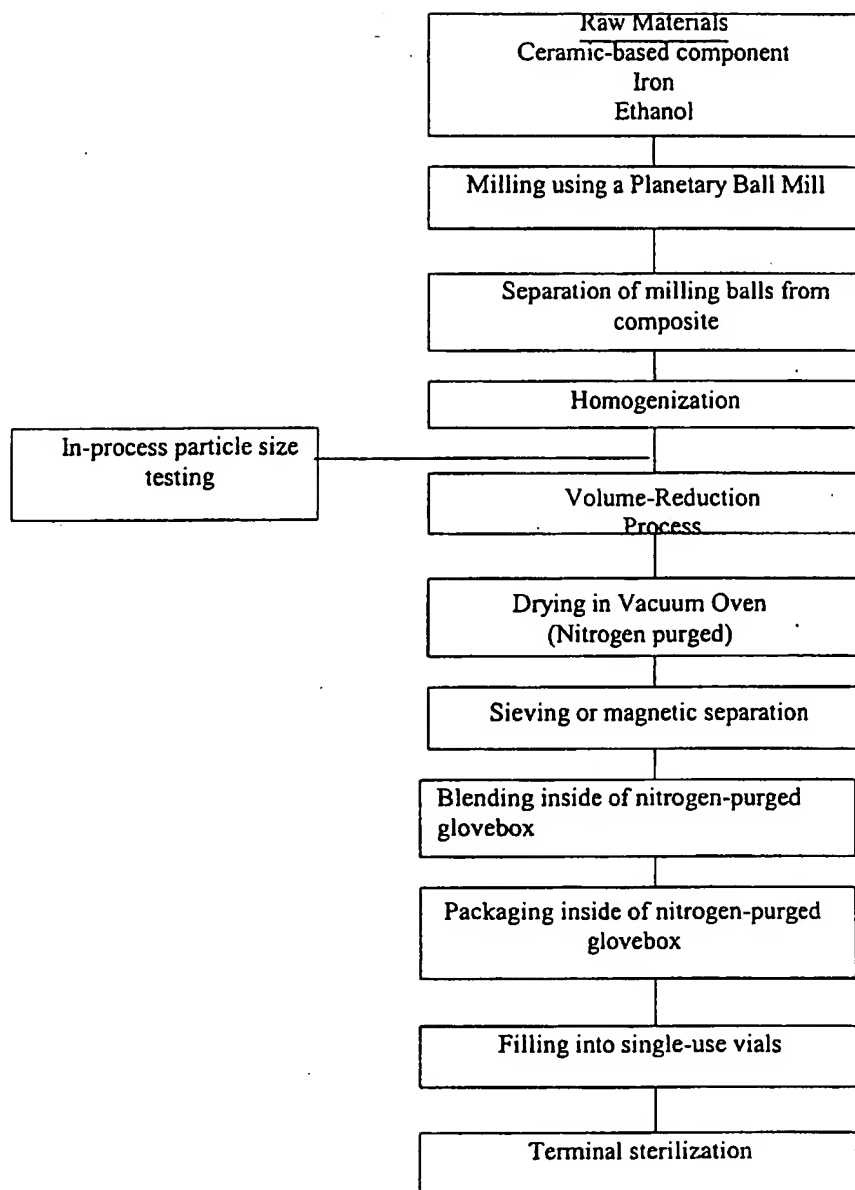 Raw Materials
Ceramic-based component
Iron
Ethanol
Milling using a Planetary Ball Mill
Separation of milling balls from
composite
Homogenization
In-process particle size
testing
Volume-Reduction
Process
Drying in Vacuum Oven
(Nitrogen purged)
Sieving or magnetic separation
Blending inside of nitrogen-purged
glovebox
Packaging inside of nitrogen-purged
glovebox
Filling into single-use vials
Terminal sterilization